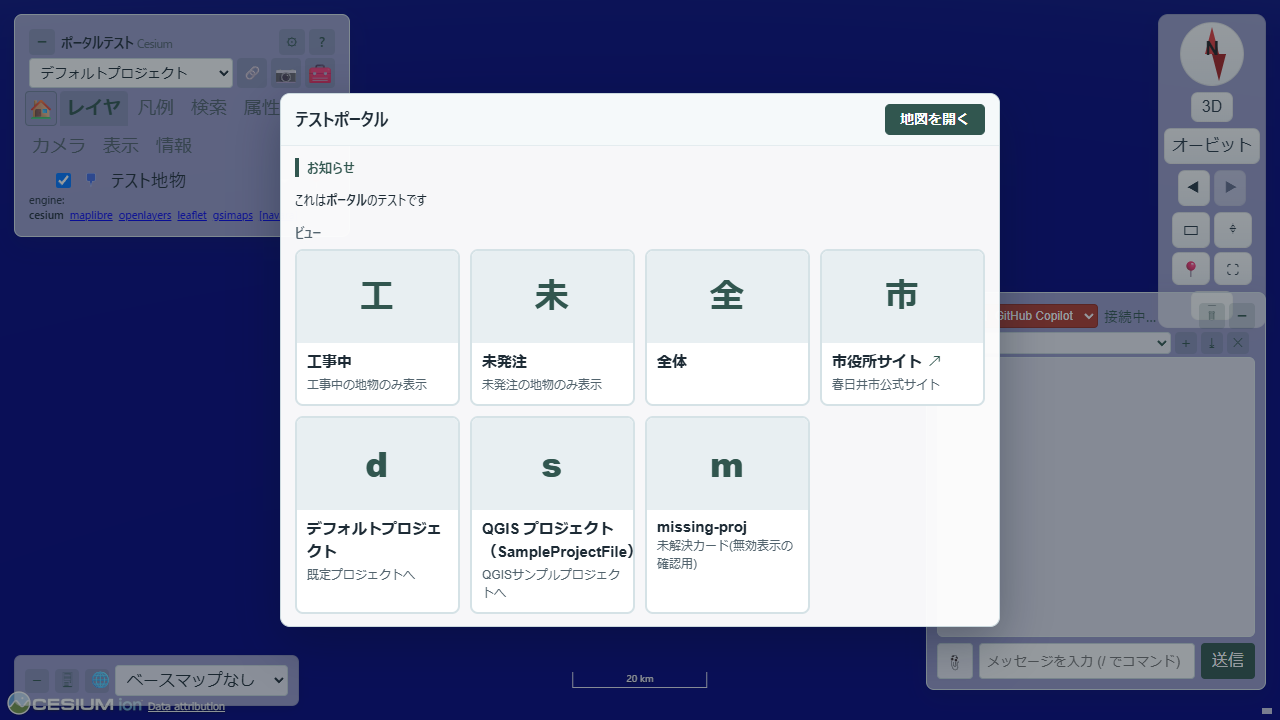 ポータルテスト Cesium
?
デフォルトプロジェクト
レイヤ 凡例 検索 属性
カメラ 表示 情報
テスト地物
engine:
cesium maplibre openlayers leaflet gsimaps [nav
テストポータル
地図を開く
お知らせ
これはポータルのテストです
ビュー
工
工事中
工事中の地物のみ表示
未
未発注
未発注の地物のみ表示
全
全体
市
市役所サイト ↗
春日井市公式サイト
d
デフォルトプロジェ
クト
既定プロジェクトへ
s
QGIS プロジェクト
（SampleProjectFile）
QGISサンプルプロジェク
トへ
m
missing-proj
未解決カード(無効表示の
確認用)
N
3D
オービット
GitHub Copilot 接続中...
メッセージを入力 (/ でコマンド)
送信
ベースマップなし
CESIUM ion Data attribution
20 km